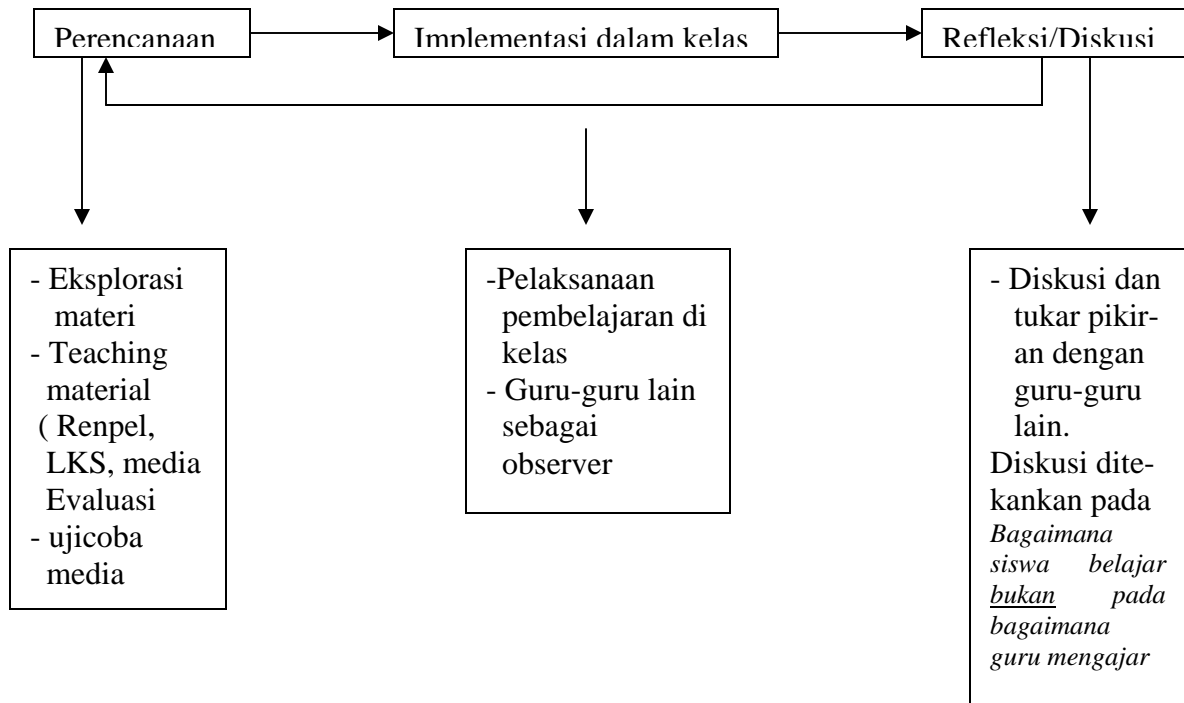 Perencanaan
Implementasi dalam kelas
Refleksi/Diskusi
- Eksplorasi
materi
- Teaching
material
( Renpel,
LKS, media
Evaluasi
- ujicoba
media
-Pelaksanaan
pembelajaran di
kelas
- Guru-guru lain
sebagai
observer
- Diskusi dan
tukar pikir-
an dengan
guru-guru
lain.
Diskusi dite-
kankan pada
Bagaimana
siswa belajar
bukan pada
bagaimana
guru mengajar